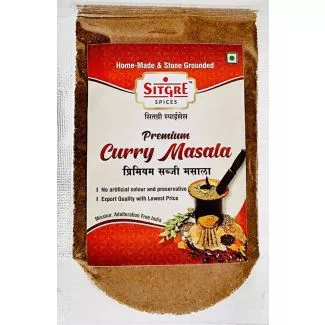 Home-Made & Stone Grounded
SITGRE
SPICES
सितग्रे स्पाईसेस
Premium
Curry Masala
प्रिमियम सब्जी मसाला
• No artificial colour and preservative
• Export Quality with Lowest Price
Mission: Adulteration Free India